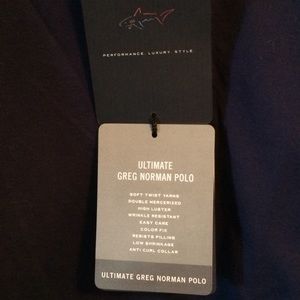 PERFORMANCE. LUXURY. STYLE
ULTIMATE
GREG NORMAN POLO
SOFT TWIST YARNS
DOUBLE MERCERIZED
HIGH LUSTER
WRINKLE RESISTANT
EASY CARE
COLOR FIX
RESISTS PILLING
LOW SHRINKAGE
ANTI CURL COLLAR
ULTIMATE GREG NORMAN POLO